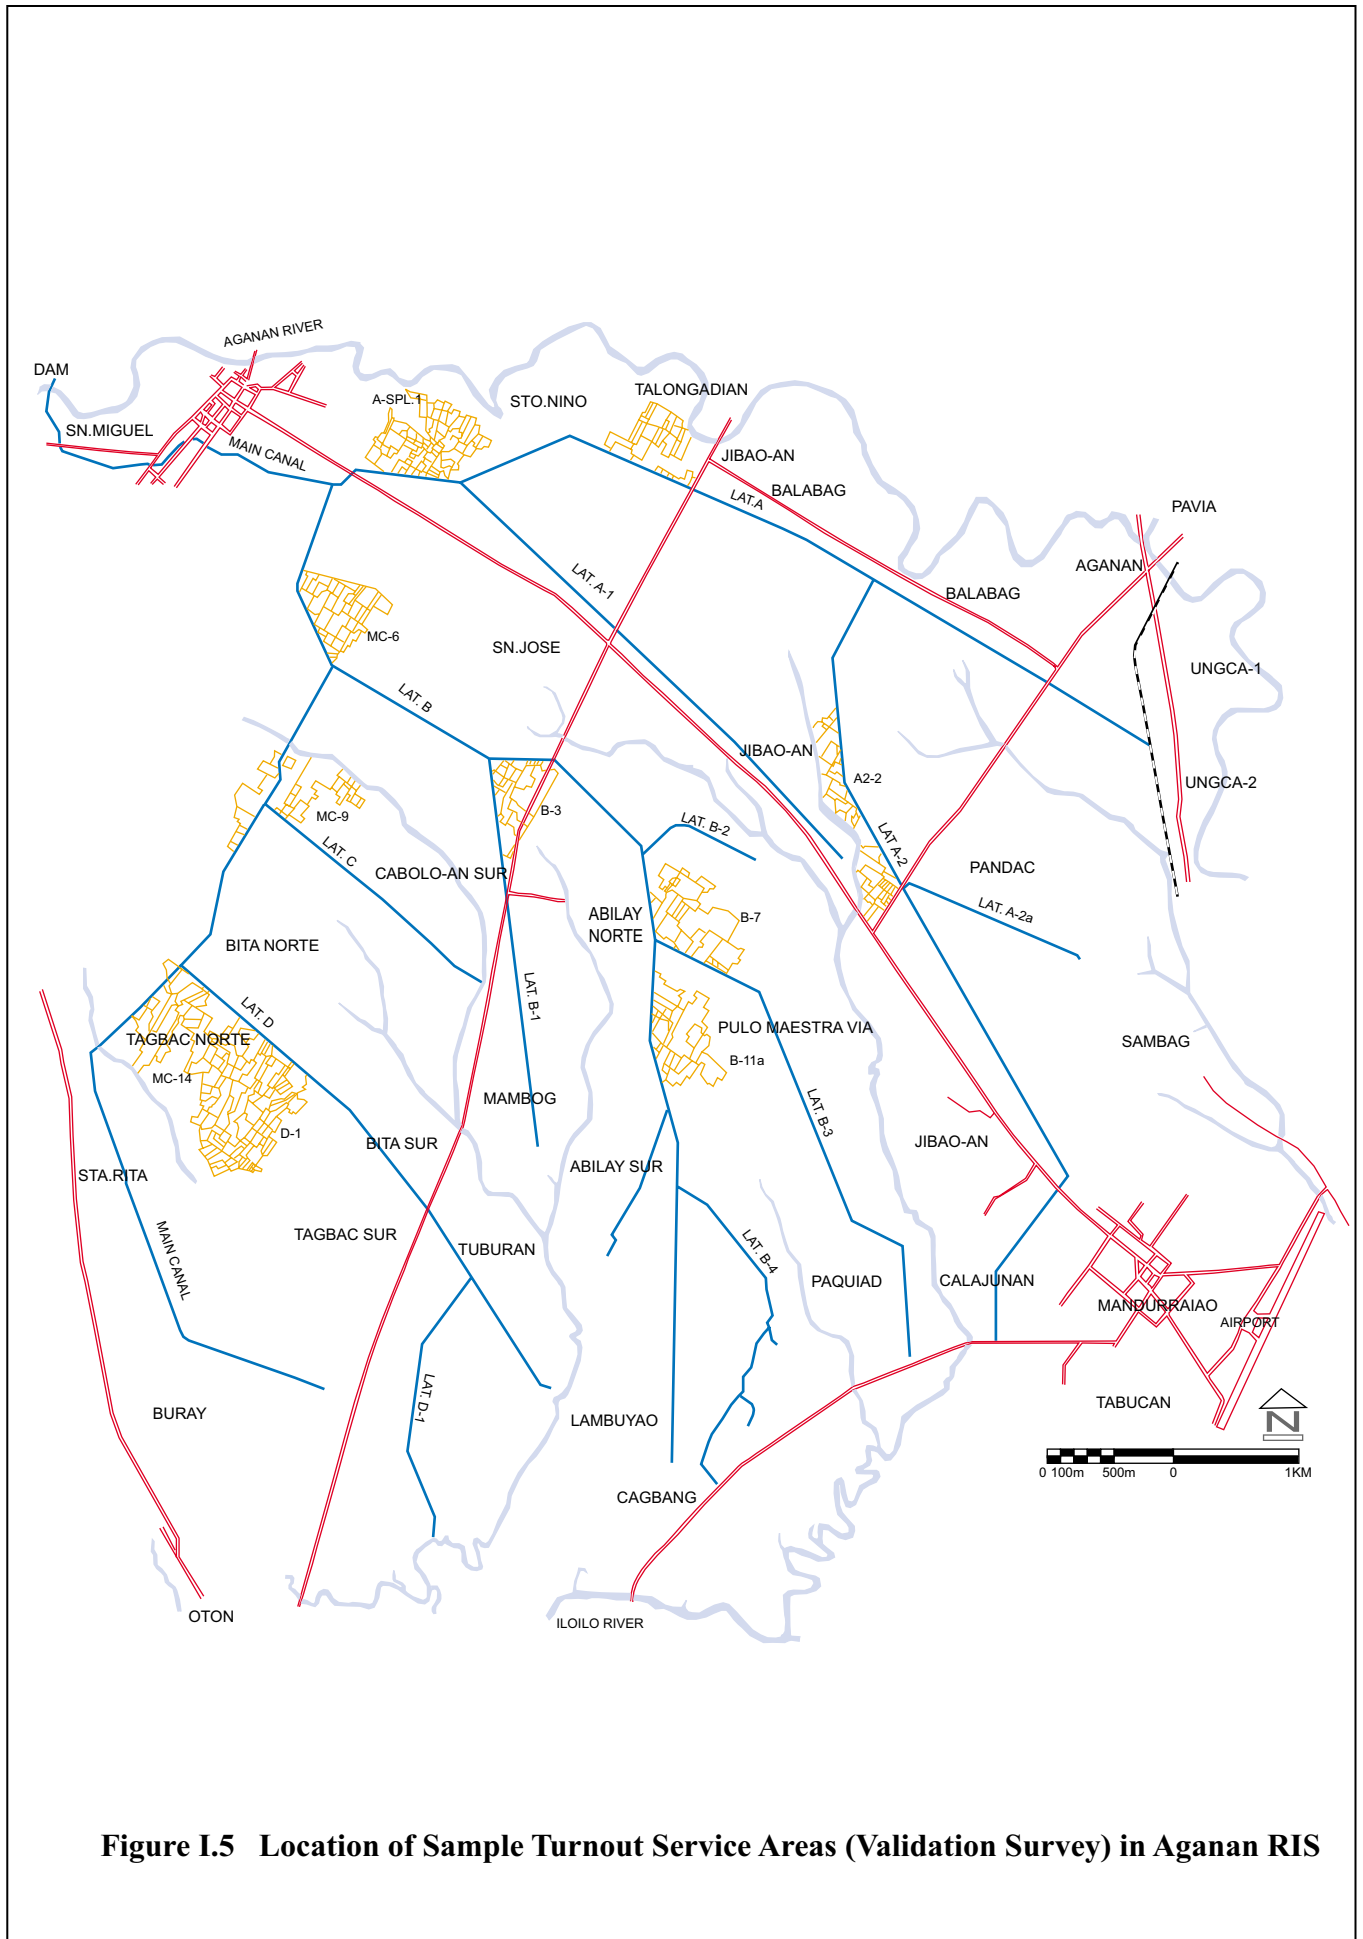 AGANAN RIVER
DAM
TALONGADIAN
A-SPL.1
STO.NINO
SN.MIGUEL
MAIN CANAL
JIBAO-AN
BALABAG
LAT.A
PAVIA
AGANAN
LAT. A-1
BALABAG
MC-6
SN.JOSE
UNGCA-1
LAT. B
JIBAO-AN
A2-2
UNGCA-2
MC-9
B-3
LAT. B-2
LAT. C
LAT A-2
CABOLO-AN SUR
PANDAC
ABILAY
NORTE
B-7
LAT. A-2a
BITA NORTE
LAT. B-1
LAT. D
PULO MAESTRA VIA
TAGBAC NORTE
SAMBAG
B-11a
MC-14
MAMBOG
LAT. B-3
D-1
BITA SUR
JIBAO-AN
ABILAY SUR
STA.RITA
TAGBAC SUR
TUBURAN
LAT. B-4
MAIN CANAL
PAQUIAD
CALAJUNAN
MANDURRAIAO
AIRPORT
LAT. D-1
TABUCAN
BURAY
LAMBUYAO
N
0 100m 500m 0 1KM
CAGBANG
OTON
ILOILO RIVER
Figure I.5 Location of Sample Turnout Service Areas (Validation Survey) in Aganan RIS